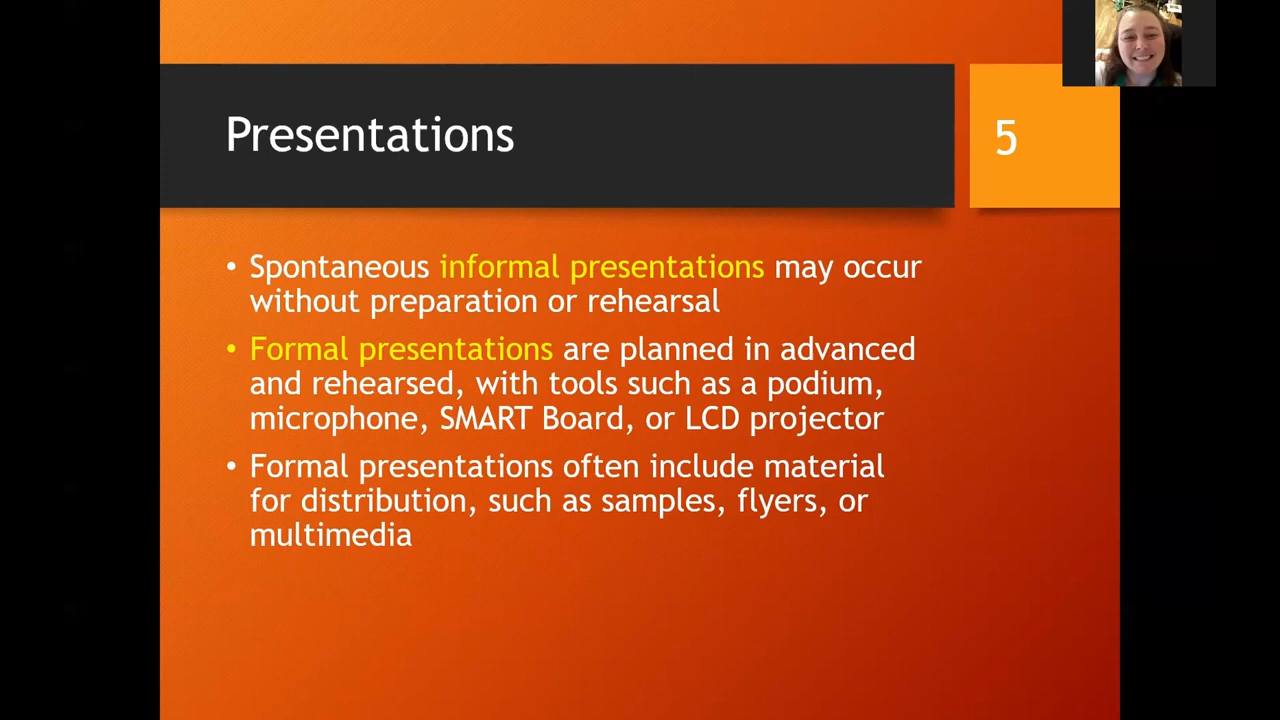 Presentations
5
• Spontaneous informal presentations may occur
without preparation or rehearsal
• Formal presentations are planned in advanced
and rehearsed, with tools such as a podium,
microphone, SMART Board, or LCD projector
• Formal presentations often include material
for distribution, such as samples, flyers, or
multimedia